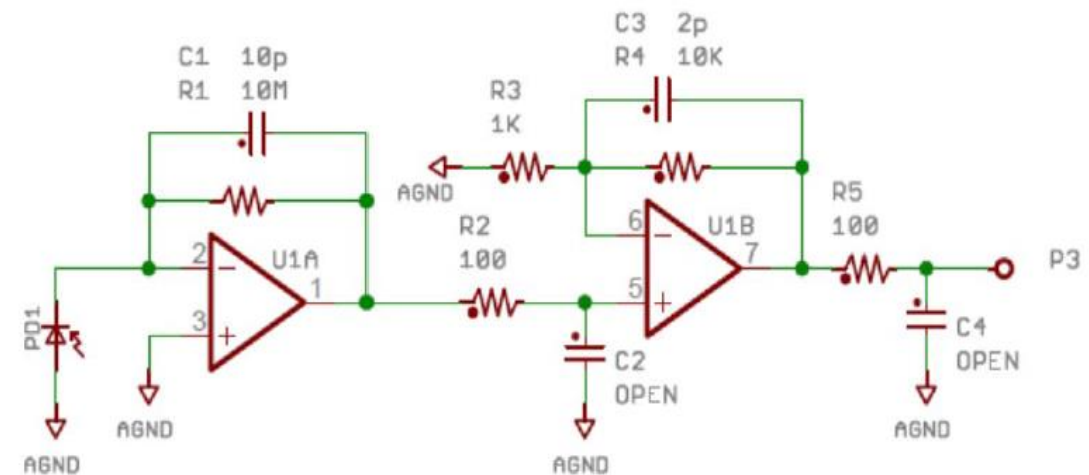 C1 10p
R1 10M
C3 2p
R4 10K
R3
1K
AGND
R2
100
U1A
2
3
1
PD1
AGND
AGND
6
5
7
U1B
R5
100
P3
C2
OPEN
C4
OPEN
AGND
AGND